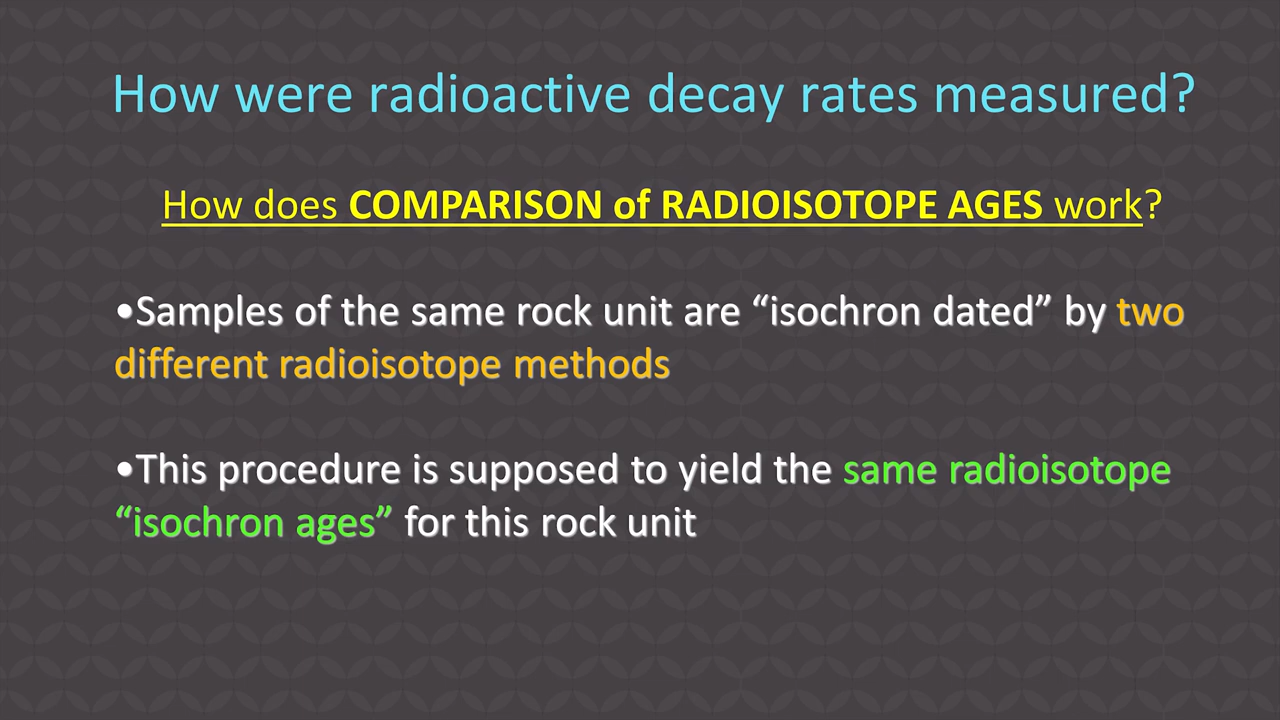 How were radioactive decay rates measured?
How does COMPARISON of RADIOISOTOPE AGES work?
•Samples of the same rock unit are “isochron dated” by two
different radioisotope methods
•This procedure is supposed to yield the same radioisotope
“isochron ages” for this rock unit